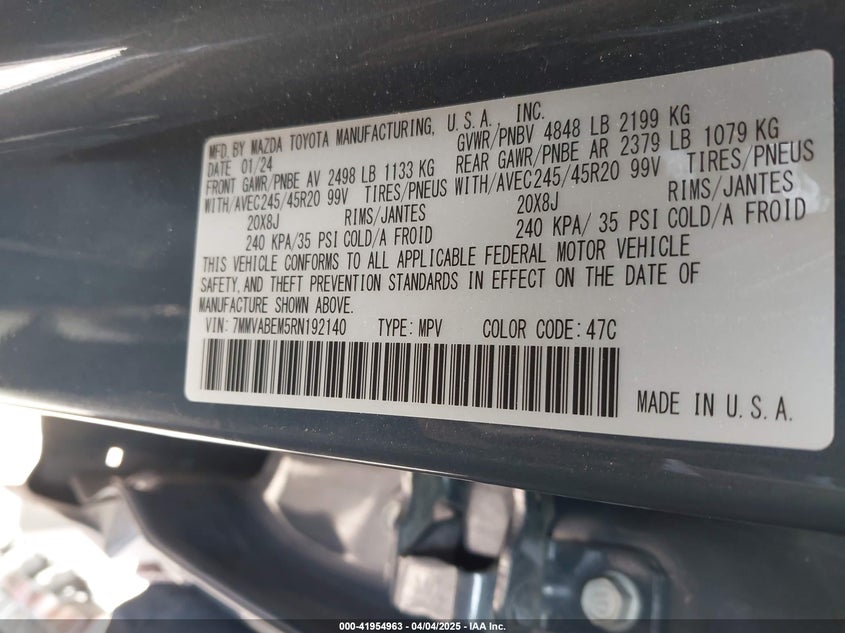 MFD. BY MAZDA TOYOTA MANUFACTURING, U.S.A., INC.
DATE 01/24 GVWR/PNBV 4848 LB 2199 KG
FRONT GAWR/PNBE AV 2498 LB 1133 KG REAR GAWR/PNBE AR 2379 LB 1079 KG
WITH/AVEC245/45R20 99V TIRES/PNEUS WITH/AVEC245/45R20 99V TIRES/PNEUS
20X8J RIMS/JANTES 20X8J RIMS/JANTES
240 KPA/35 PSI COLD/A FROID 240 KPA/ 35 PSI COLD/A FROID
THIS VEHICLE CONFORMS TO ALL APPLICABLE FEDERAL MOTOR VEHICLE
SAFETY, AND THEFT PREVENTION STANDARDS IN EFFECT ON THE DATE OF
MANUFACTURE SHOWN ABOVE.
VIN: 7MMVABEM5RN192140 TYPE: MPV COLOR CODE: 47C
MADE IN U.S.A.
000-41954963 - 04/04/2025 - IAA Inc.